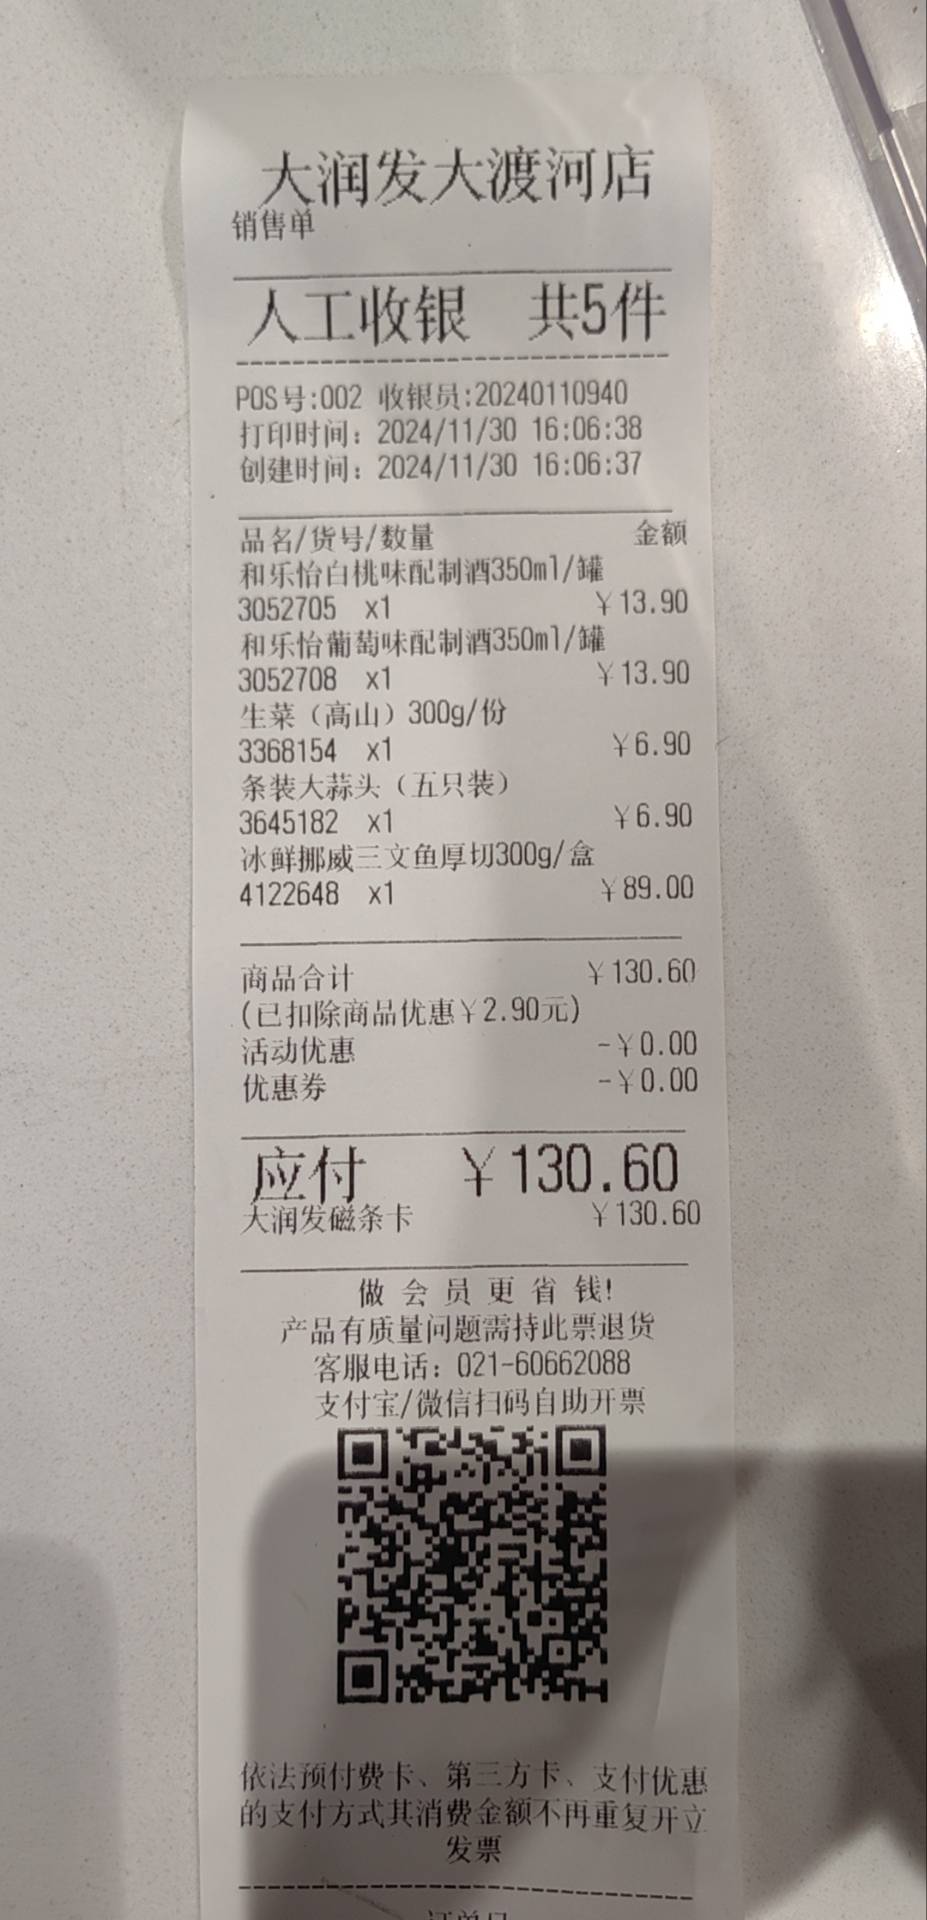 大润发大渡河店
销售单
人工收银 共5件
POS号:002 收银员:20240110940
打印时间: 2024/11/30 16:06:38
创建时间: 2024/11/30 16:06:37
品名/货号/数量 金额
和乐怡白桃味配制酒350ml/罐
3052705 x1 ¥13.90
和乐怡葡萄味配制酒350ml/罐
3052708 x1 ¥13.90
生菜（高山）300g/份
3368154 x1 ¥6.90
条装大蒜头（五只装）
3645182 x1 ¥6.90
冰鲜挪威三文鱼厚切300g/盒
4122648 x1 ¥89.00
商品合计 ¥130.60
(已扣除商品优惠¥2.90元)
活动优惠 -¥0.00
优惠券 -¥0.00
应付 ¥130.60
大润发磁条卡 ¥130.60
做会员更省钱!
产品有质量问题需持此票退货
客服电话: 021-60662088
支付宝/微信扫码自助开票
依法预付费卡、第三方卡、支付优惠
的支付方式其消费金额不再重复开立
发票